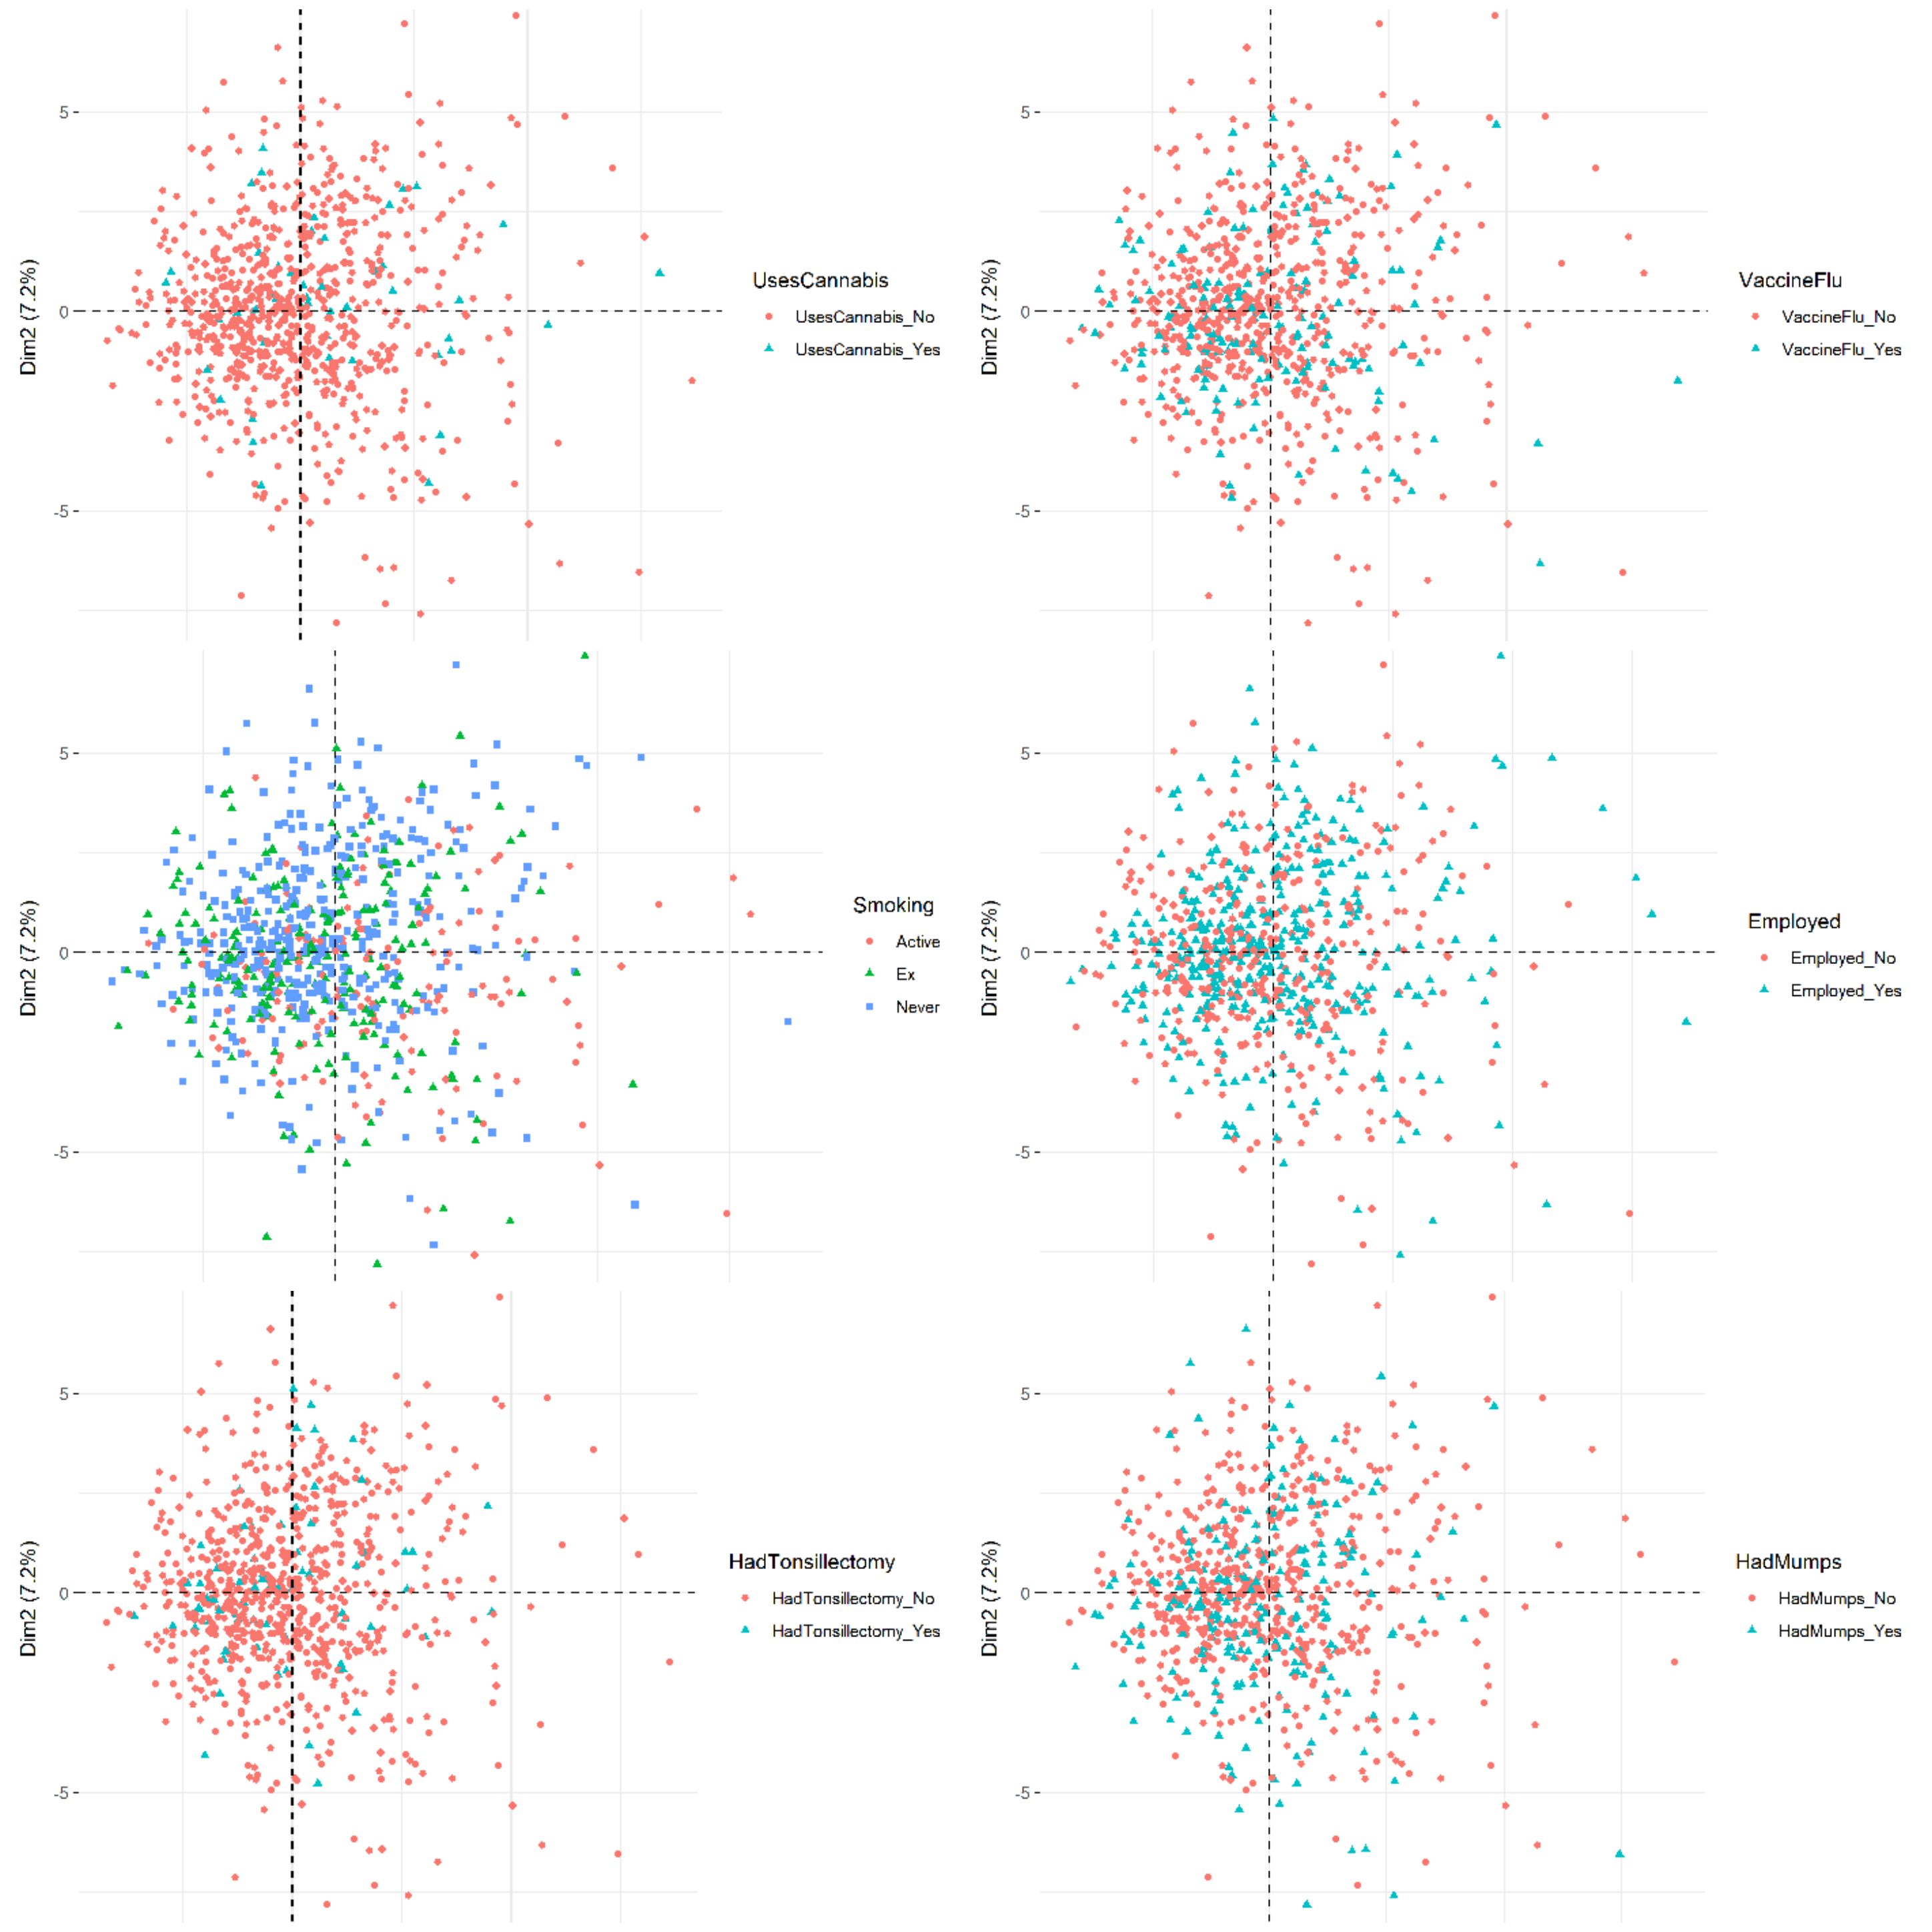 5
0
-5
Dim2 (7.2%)
UsesCannabis
UsesCannabis_No
UsesCannabis_Yes
5
0
-5
Dim2 (7.2%)
VaccineFlu
VaccineFlu_No
VaccineFlu_Yes
5
0
-5
Dim2 (7.2%)
Smoking
Active
Ex
Never
5
0
-5
Dim2 (7.2%)
Employed
Employed_No
Employed_Yes
5
0
-5
Dim2 (7.2%)
HadTonsillectomy
HadTonsillectomy_No
HadTonsillectomy_Yes
5
0
-5
Dim2 (7.2%)
HadMumps
HadMumps_No
HadMumps_Yes